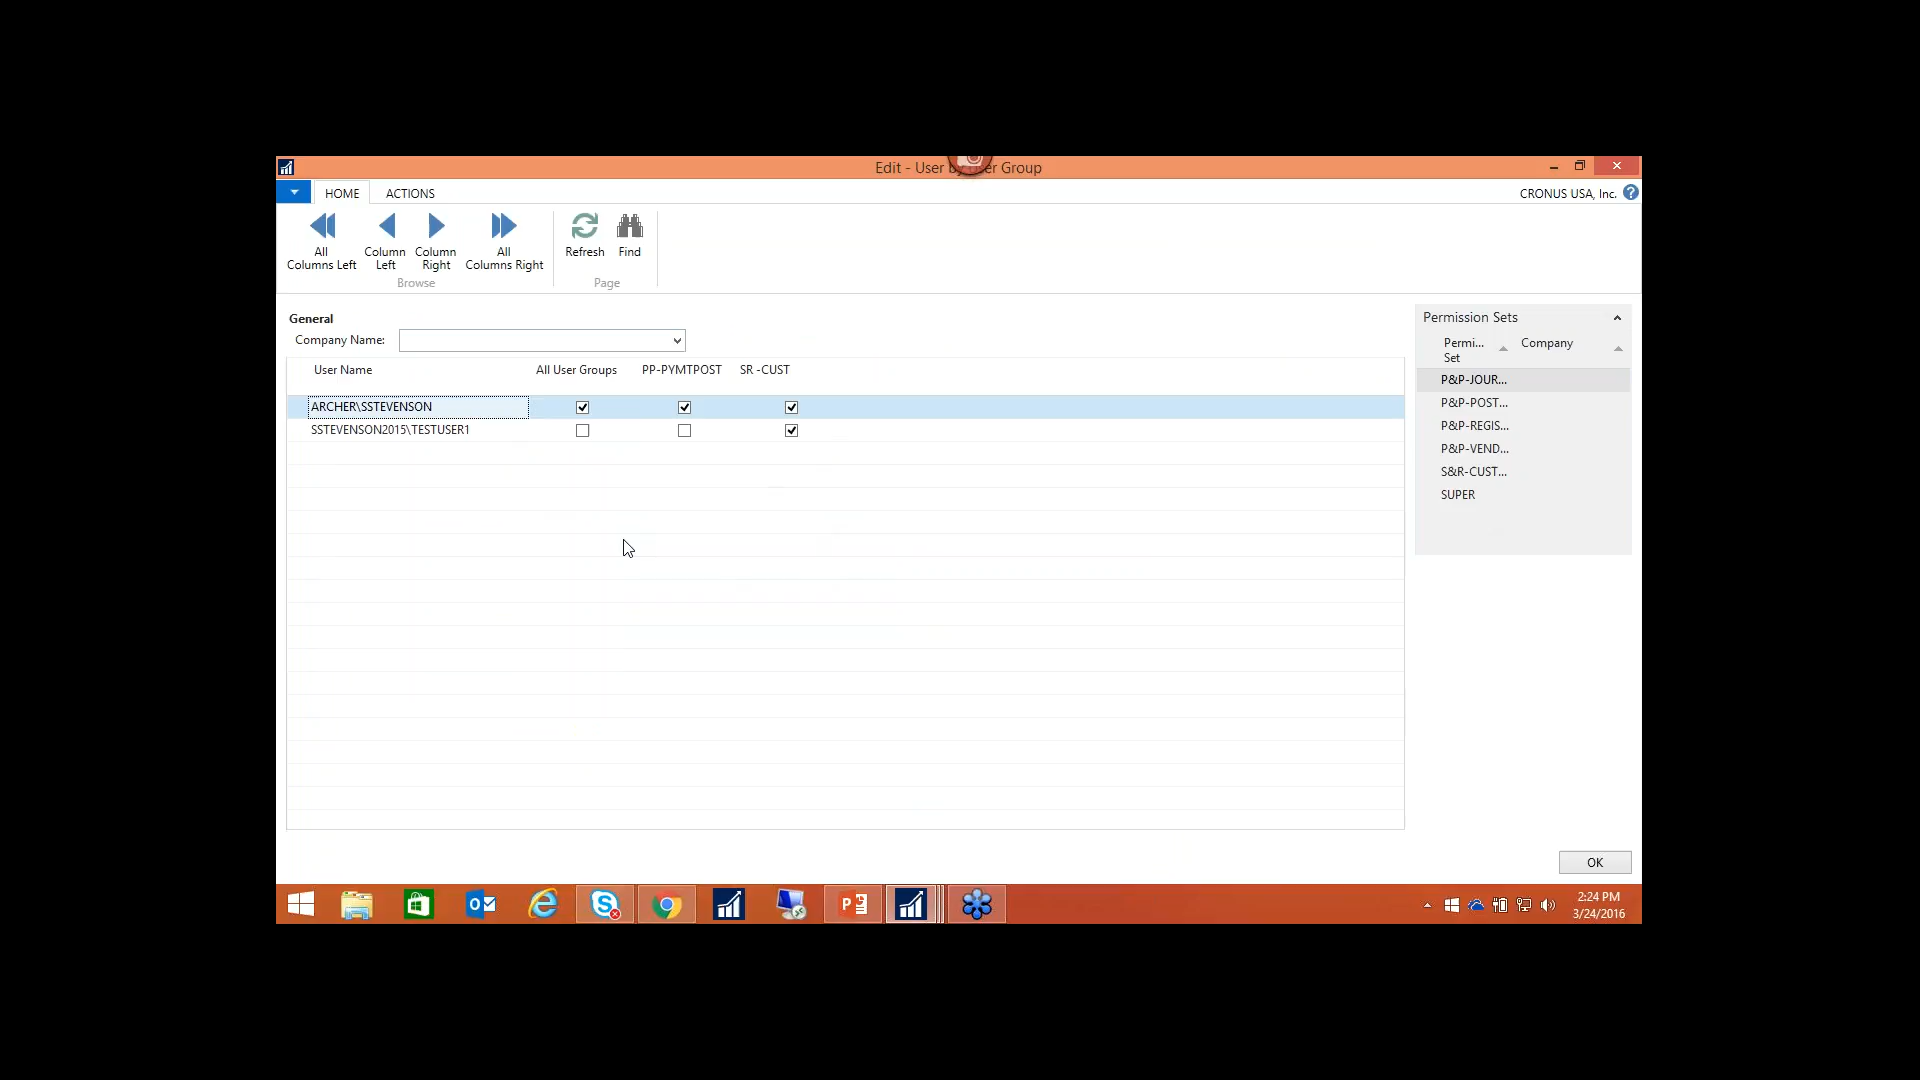 Edit - User by User Group
HOME
ACTIONS
CRONUS USA, Inc.
All
Columns Left
Column
Left
Column
Right
All
Columns Right
Refresh
Find
Browse
Page
General
Company Name:
User Name
All User Groups
PP-PYMTPOST
SR -CUST
ARCHER\SSTEVENSON
SSTEVENSON2015\TESTUSER1
Permission Sets
Permi...
Set
Company
P&P-JOUR...
P&P-POST...
P&P-REGIS...
P&P-VEND...
S&R-CUST...
SUPER
OK
2:24 PM
3/24/2016